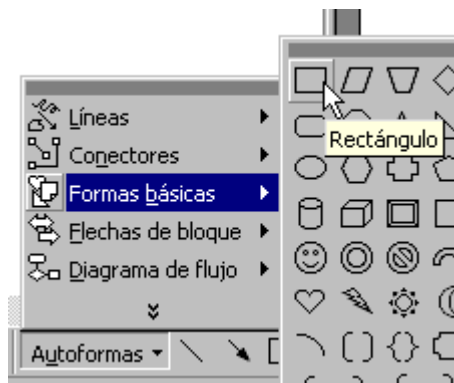 Líneas
Conectores
Rectángulo
Formas básicas
Flechas de bloque
Diagrama de flujo
Autoformas